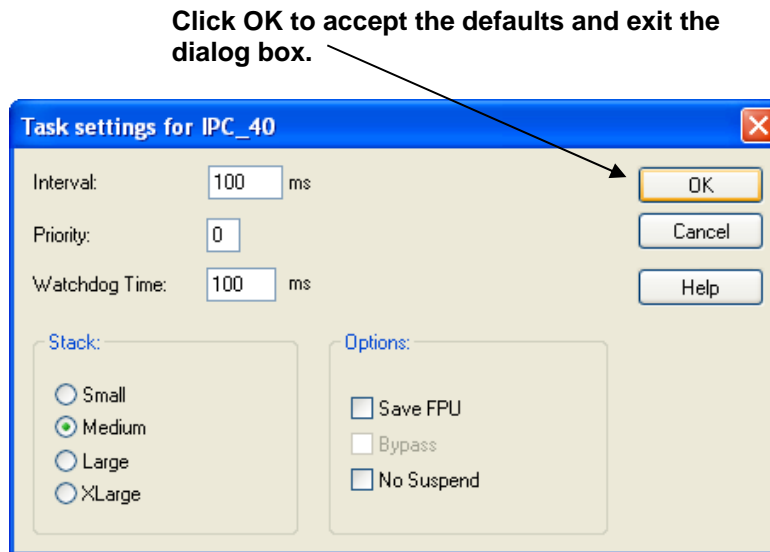 Click OK to accept the defaults and exit the
dialog box.
Task settings for IPC_40
Interval: 100 ms
OK
Priority: 0
Cancel
Watchdog Time: 100 ms
Help
Stack:
Small
Medium
Large
XLarge
Options:
Save FPU
Bypass
No Suspend